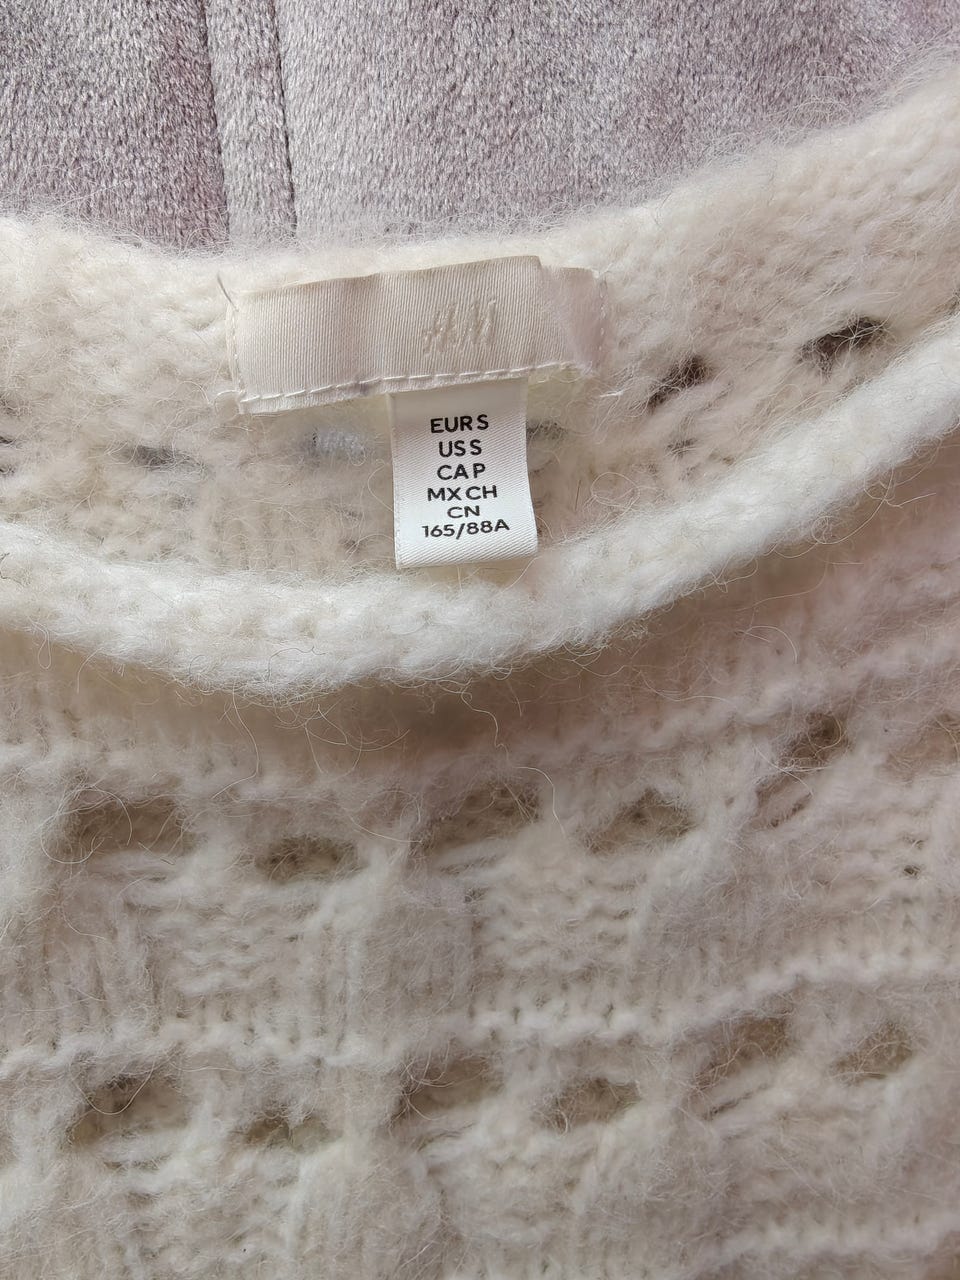 H&M
EUR S
US S
CA P
MX CH
CN
165/88A